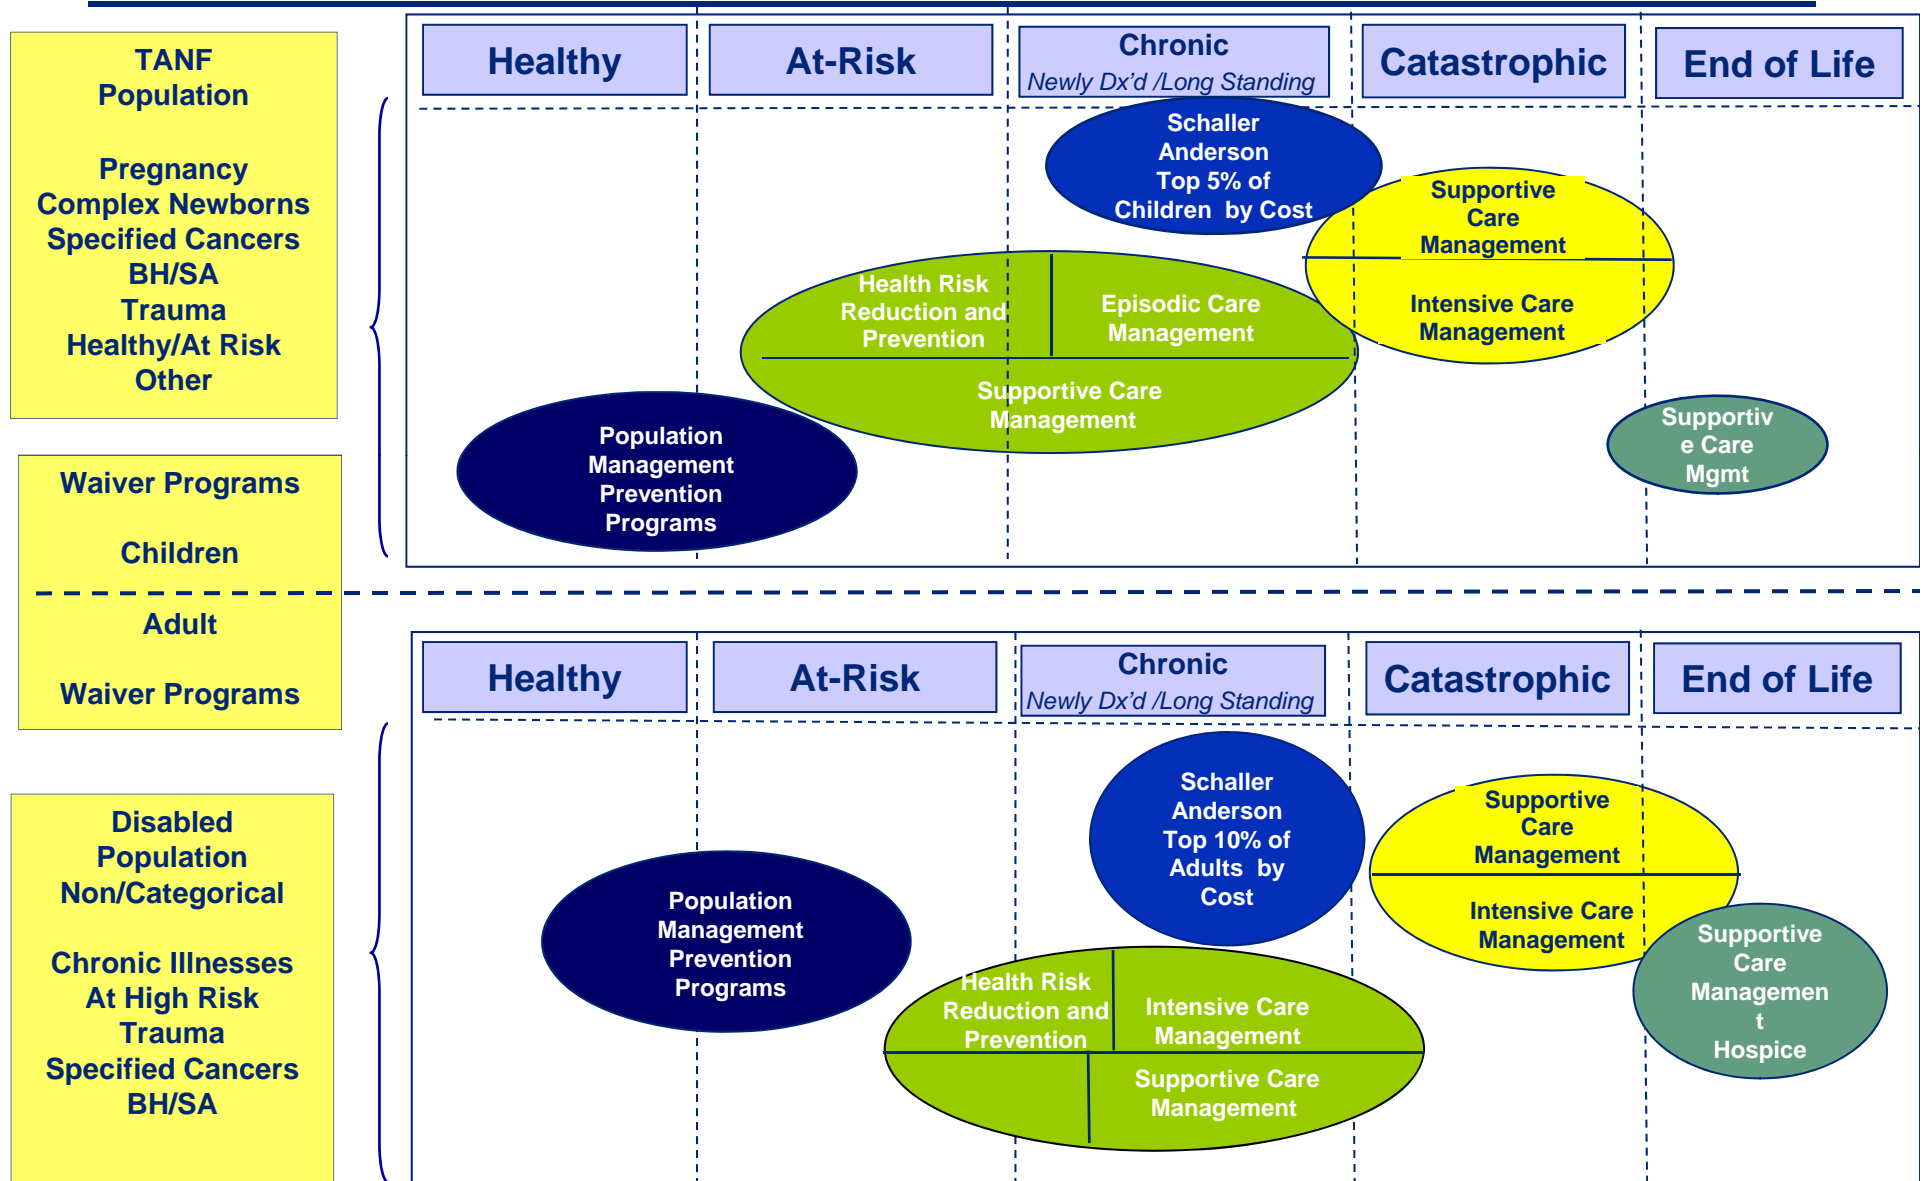 TANF
Population
Pregnancy
Complex Newborns
Specified Cancers
BH/SA
Trauma
Healthy/At Risk
Other
Waiver Programs
Children
Adult
Waiver Programs
Disabled
Population
Non/Categorical
Chronic Illnesses
At High Risk
Trauma
Specified Cancers
BH/SA
Healthy
At-Risk
Chronic
Newly Dx'd /Long Standing
Catastrophic
End of Life
Schaller
Anderson
Top 5% of
Children by Cost
Supportive
Care
Management
Intensive Care
Management
Health Risk
Reduction and
Prevention
Episodic Care
Management
Supportive Care
Management
Population
Management
Prevention
Programs
Supportiv
e Care
Mgmt
Healthy
At-Risk
Chronic
Newly Dx'd /Long Standing
Catastrophic
End of Life
Schaller
Anderson
Top 10% of
Adults by
Cost
Supportive
Care
Management
Intensive Care
Management
Population
Management
Prevention
Programs
Health Risk
Reduction and
Prevention
Intensive Care
Management
Supportive Care
Management
Supportive
Care
Managemen
t
Hospice